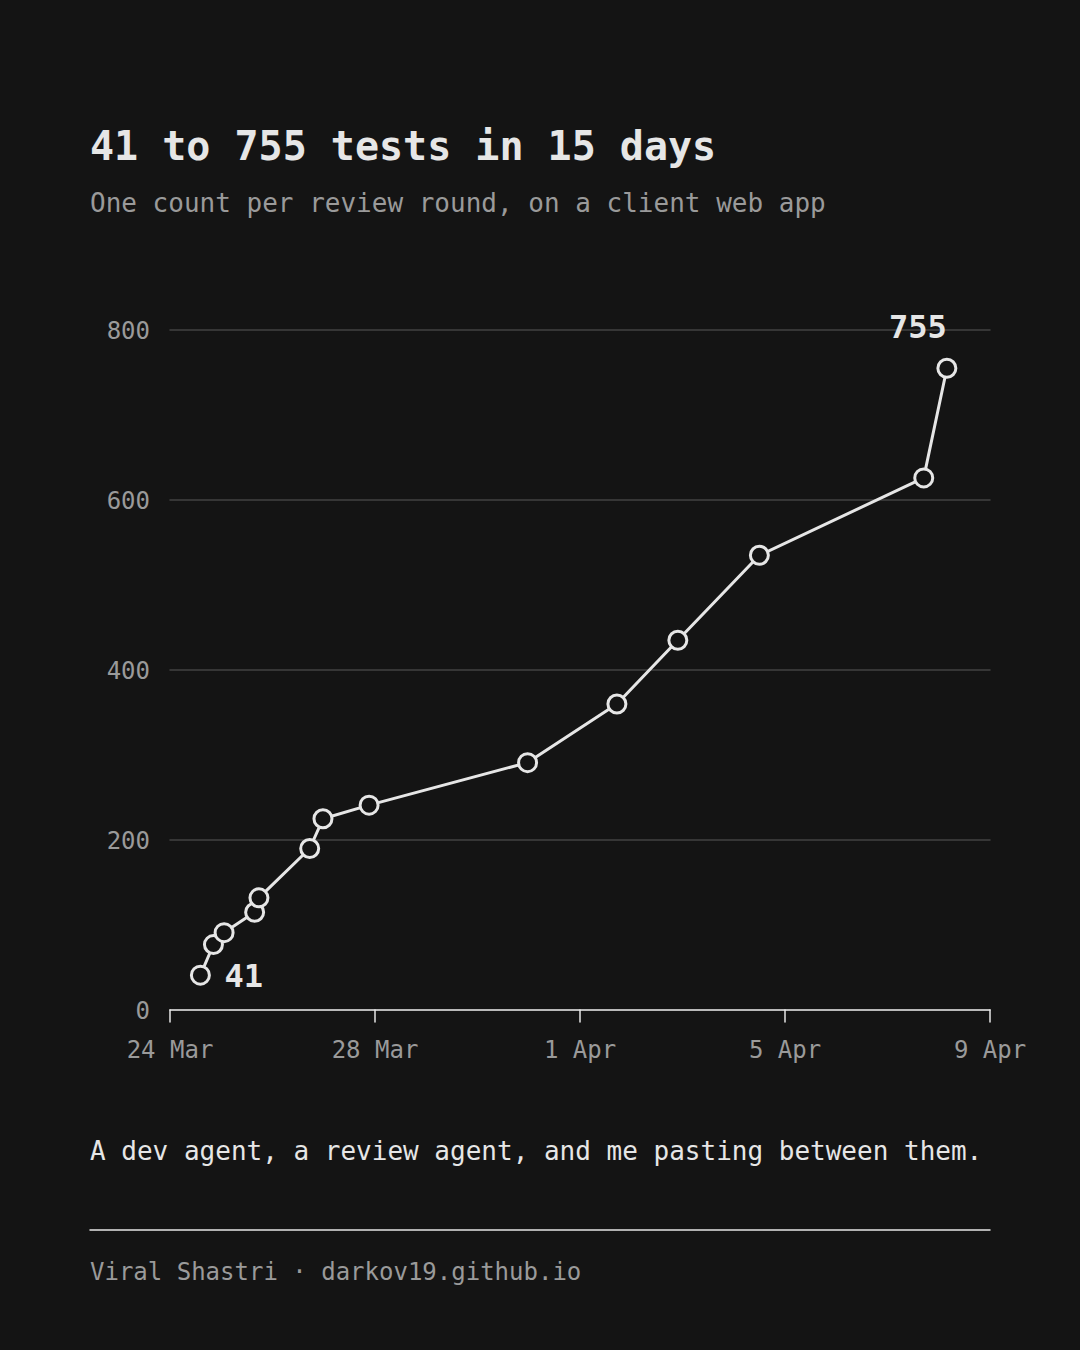 41 to 755 tests in 15 days
One count per review round, on a client web app
800
755
600
400
200
41
0
24 Mar 28 Mar 1 Apr 5 Apr 9 Apr
A dev agent, a review agent, and me pasting between them.
Viral Shastri · darkov19.github.io